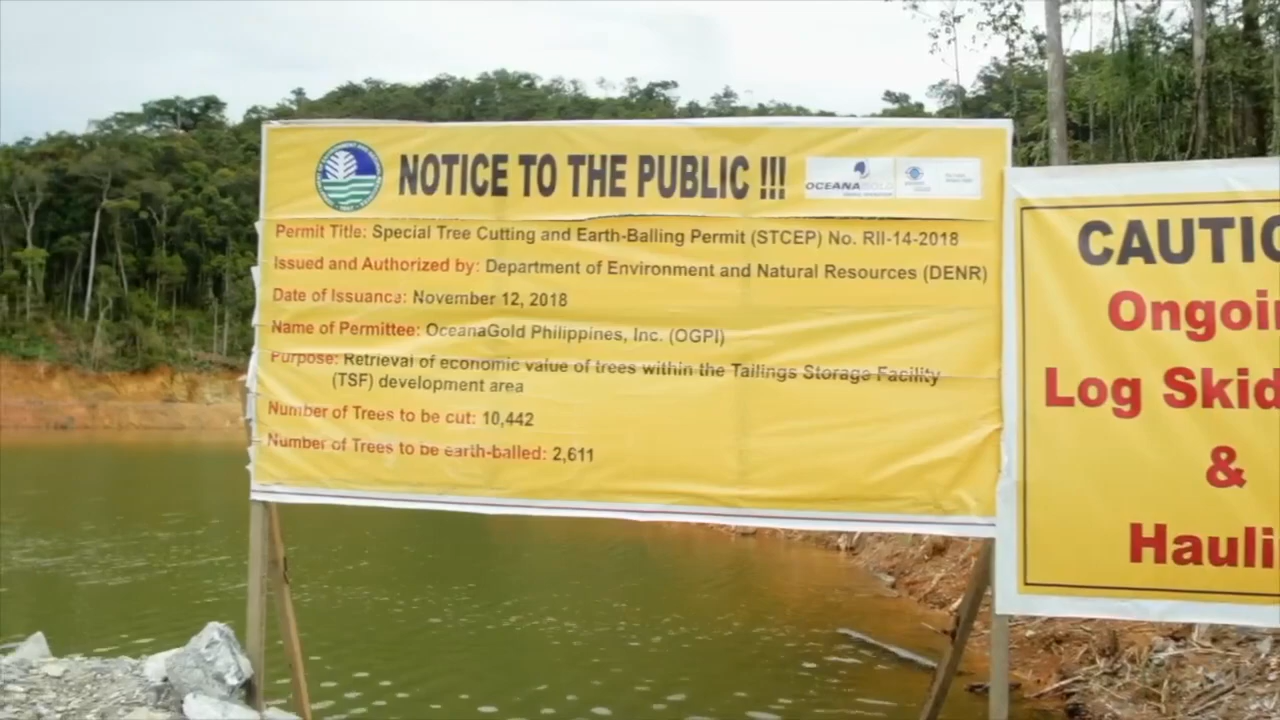 NOTICE TO THE PUBLIC !!!
OCEANAGOLD
Permit Title: Special Tree Cutting and Earth-Balling Permit (STCEP) No. RII-14-2018
Issued and Authorized by: Department of Environment and Natural Resources (DENR)
Date of Issuance: November 12, 2018
Name of Permittee: OceanaGold Philippines, Inc. (OGPI)
Purpose: Retrieval of economic value of trees within the Tailings Storage Facility
(TSF) development area
Number of Trees to be cut: 10,442
Number of Trees to be earth-balled: 2,611
CAUTIO
Ongoin
Log Skid
&
Hauli